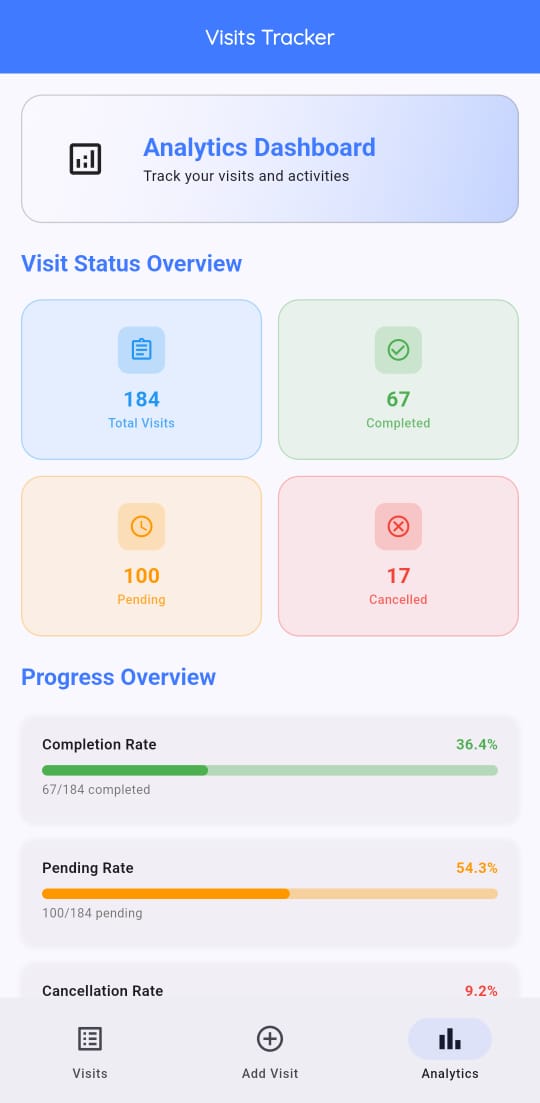 Visits Tracker
Analytics Dashboard
Track your visits and activities
Visit Status Overview
184
Total Visits
67
Completed
100
Pending
17
Cancelled
Progress Overview
Completion Rate
36.4%
67/184 completed
Pending Rate
54.3%
100/184 pending
Cancellation Rate
9.2%
Visits
Add Visit
Analytics